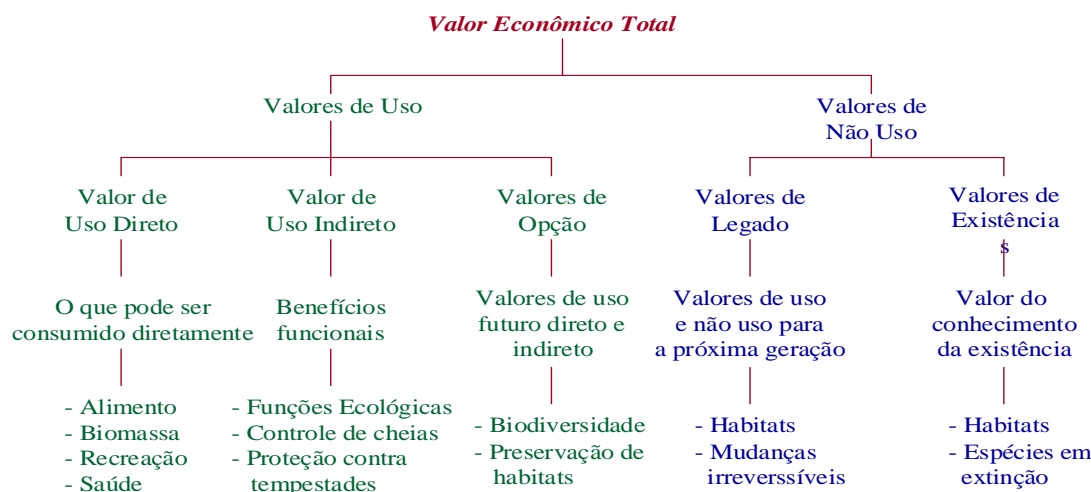 Valor Econômico Total
Valores de Uso
Valores de
Não Uso
Valor de
Uso Direto
Valor de
Uso Indireto
Valores de
Opção
Valores de
Legado
Valores de
Existência
s
O que pode ser
consumido diretamente
Benefícios
funcionais
Valores de uso
futuro direto e
indireto
Valores de uso
e não uso para
a próxima geração
Valor do
conhecimento
da existência
- Alimento
- Biomassa
- Recreação
- Saúde
- Funções Ecológicas
- Controle de cheias
- Proteção contra
tempestades
- Biodiversidade
- Preservação de
habitats
- Habitats
- Mudanças
irreverssíveis
- Habitats
- Espécies em
extinção